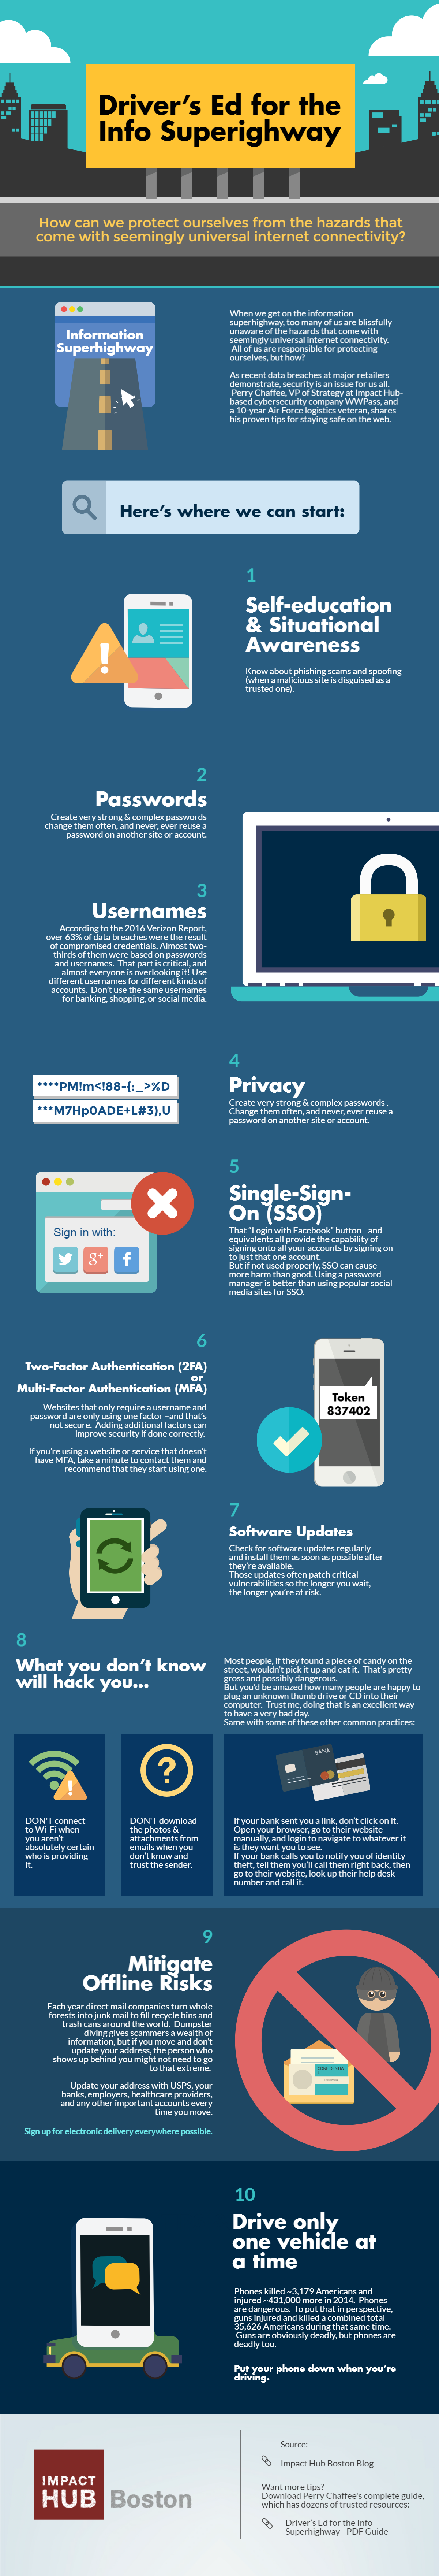 Driver's Ed for the
Info Superighway
How can we protect ourselves from the hazards that
come with seemingly universal internet connectivity?
Information
Superhighway
When we get on the information
superhighway, too many of us are blissfully
unaware of the hazards that come with
seemingly universal internet connectivity.
All of us are responsible for protecting
ourselves, but how?
As recent data breaches at major retailers
demonstrate, security is an issue for us all.
Perry Chaffee, VP of Strategy at Impact Hub-
based cybersecurity company WWPass, and
a 10-year Air Force logistics veteran, shares
his proven tips for staying safe on the web.
Here's where we can start:
1
Self-education
& Situational
Awareness
Know about phishing scams and spoofing
(when a malicious site is disguised as a
trusted one).
2
Passwords
Create very strong & complex passwords
change them often, and never, ever reuse a
password on another site or account.
3
Usernames
According to the 2016 Verizon Report,
over 63% of data breaches were the result
of compromised credentials. Almost two-
thirds of them were based on passwords
–and usernames. That part is critical, and
almost everyone is overlooking it! Use
different usernames for different kinds of
accounts. Don't use the same usernames
for banking, shopping, or social media.
****PM!m<!88-{:_>%D
***M7Hp0ADE+L#3),U
4
Privacy
Create very strong & complex passwords .
Change them often, and never, ever reuse a
password on another site or account.
5
Single-Sign-
On (SSO)
That "Login with Facebook" button –and
equivalents all provide the capability of
signing onto all your accounts by signing on
to just that one account.
But if not used properly, SSO can cause
more harm than good. Using a password
manager is better than using popular social
media sites for SSO.
Sign in with:
g+
f
6
Two-Factor Authentication (2FA)
or
Multi-Factor Authentication (MFA)
Websites that only require a username and
password are only using one factor –and that's
not secure. Adding additional factors can
improve security if done correctly.
If you're using a website or service that doesn't
have MFA, take a minute to contact them and
recommend that they start using one.
Token
837402
7
Software Updates
Check for software updates regularly
and install them as soon as possible after
they're available.
Those updates often patch critical
vulnerabilities so the longer you wait,
the longer you're at risk.
8
What you don't know
will hack you...
Most people, if they found a piece of candy on the
street, wouldn't pick it up and eat it. That's pretty
gross and possibly dangerous.
But you'd be amazed how many people are happy to
plug an unknown thumb drive or CD into their
computer. Trust me, doing that is an excellent way
to have a very bad day.
Same with some of these other common practices:
DON'T connect
to Wi-Fi when
you aren't
absolutely certain
who is providing
it.
?
DON'T download
the photos &
attachments from
emails when you
don't know and
trust the sender.
BANK
If your bank sent you a link, don't click on it.
Open your browser, go to their website
manually, and login to navigate to whatever it
is they want you to see.
If your bank calls you to notify you of identity
theft, tell them you'll call them right back, then
go to their website, look up their help desk
number and call it.
9
Mitigate
Offline Risks
Each year direct mail companies turn whole
forests into junk mail to fill recycle bins and
trash cans around the world. Dumpster
diving gives scammers a wealth of
information, but if you move and don't
update your address, the person who
shows up behind you might not need to go
to that extreme.
Update your address with USPS, your
banks, employers, healthcare providers,
and any other important accounts every
time you move.
Sign up for electronic delivery everywhere possible.
10
Drive only
one vehicle at
a time
Phones killed ~3,179 Americans and
injured ~431,000 more in 2014. Phones
are dangerous. To put that in perspective,
guns injured and killed a combined total
35,626 Americans during that same time.
Guns are obviously deadly, but phones are
deadly too.
Put your phone down when you're
driving.
IMPACT
HUB Boston
Source:
Impact Hub Boston Blog
Want more tips?
Download Perry Chaffee's complete guide,
which has dozens of trusted resources:
Driver's Ed for the Info
Superhighway - PDF Guide